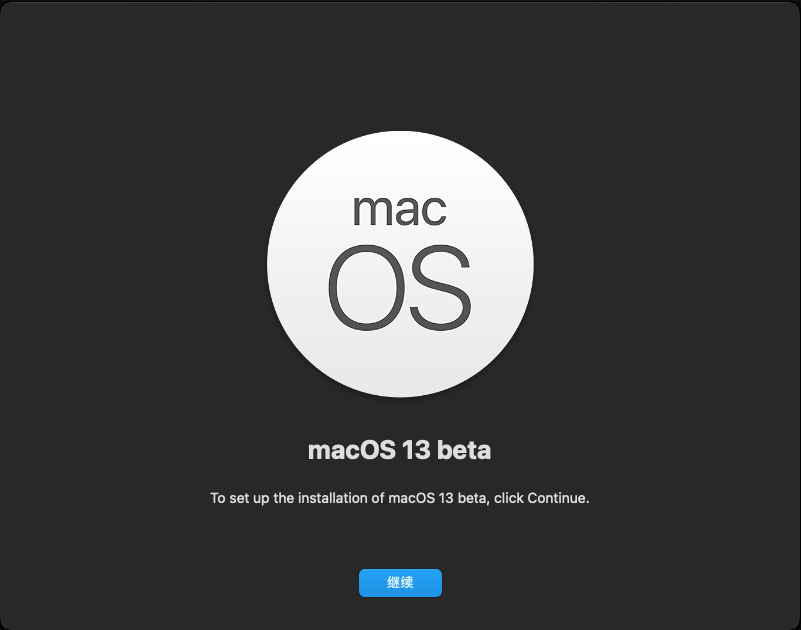 mac
OS
macOS 13 beta
To set up the installation of macOS 13 beta, click Continue.
继续